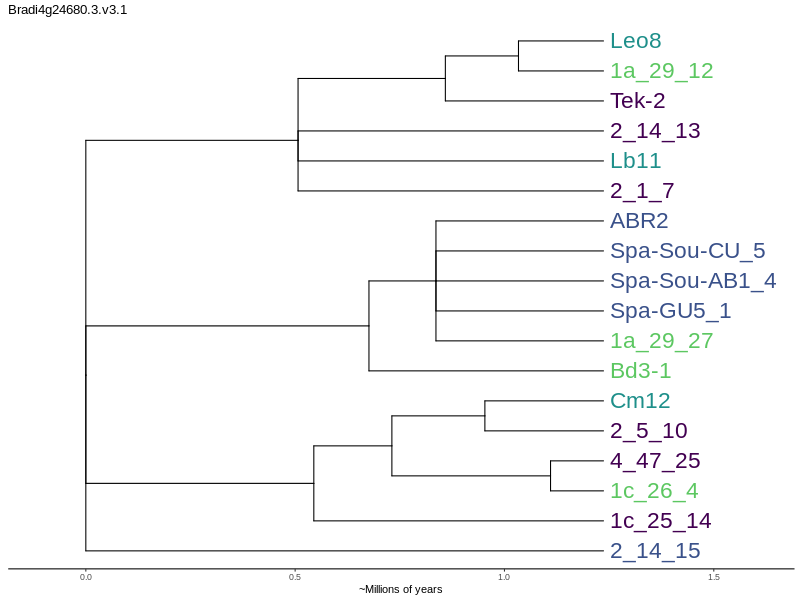 Bradi4g24680.3.v3.1
Leo8
1a_29_12
Tek-2
2_14_13
Lb11
2_1_7
ABR2
Spa-Sou-CU_5
Spa-Sou-AB1_4
Spa-GU5_1
1a_29_27
Bd3-1
Cm12
2_5_10
4_47_25
1c_26_4
1c_25_14
2_14_15
0.0 0.5 1.0 1.5
~Millions of years